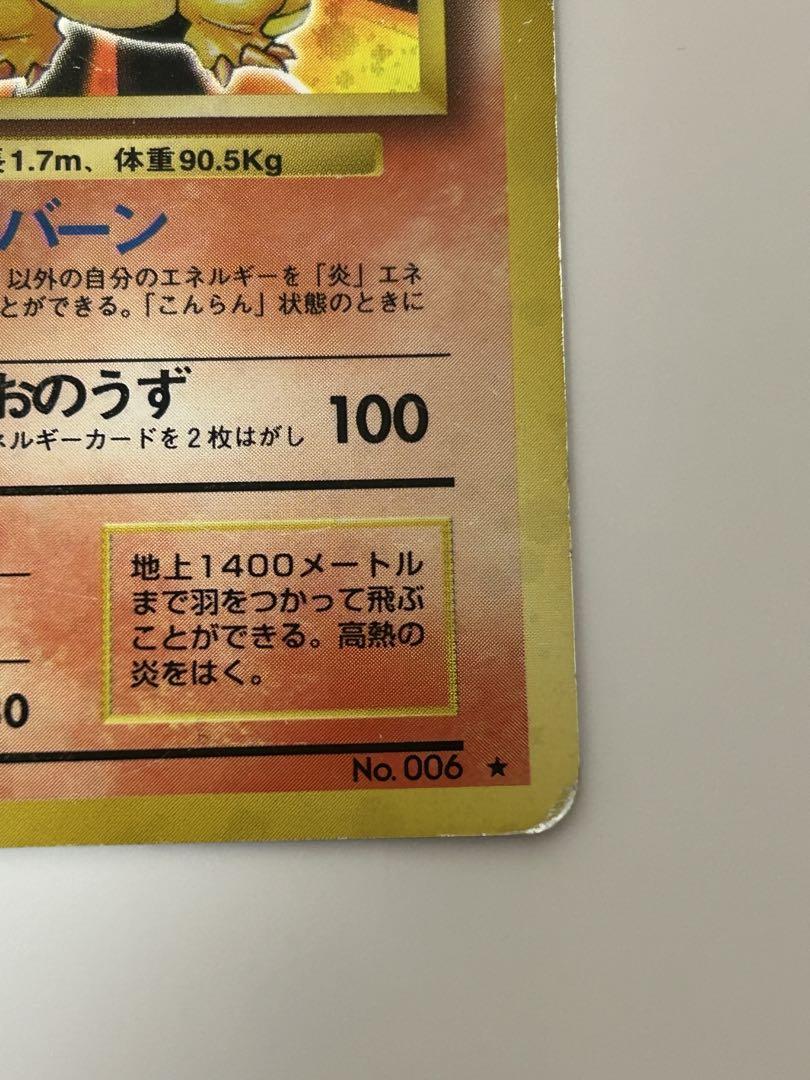 長1.7m、体重90.5Kg
バーン
以外の自分のエネルギーを「炎」エネ
とができる。「こんらん」状態のときに
おのうず
ネルギーカードを2枚はがし 100
地上1400メートル
まで羽をつかって飛ぶ
ことができる。高熱の
炎をはく。
0
No. 006 ★